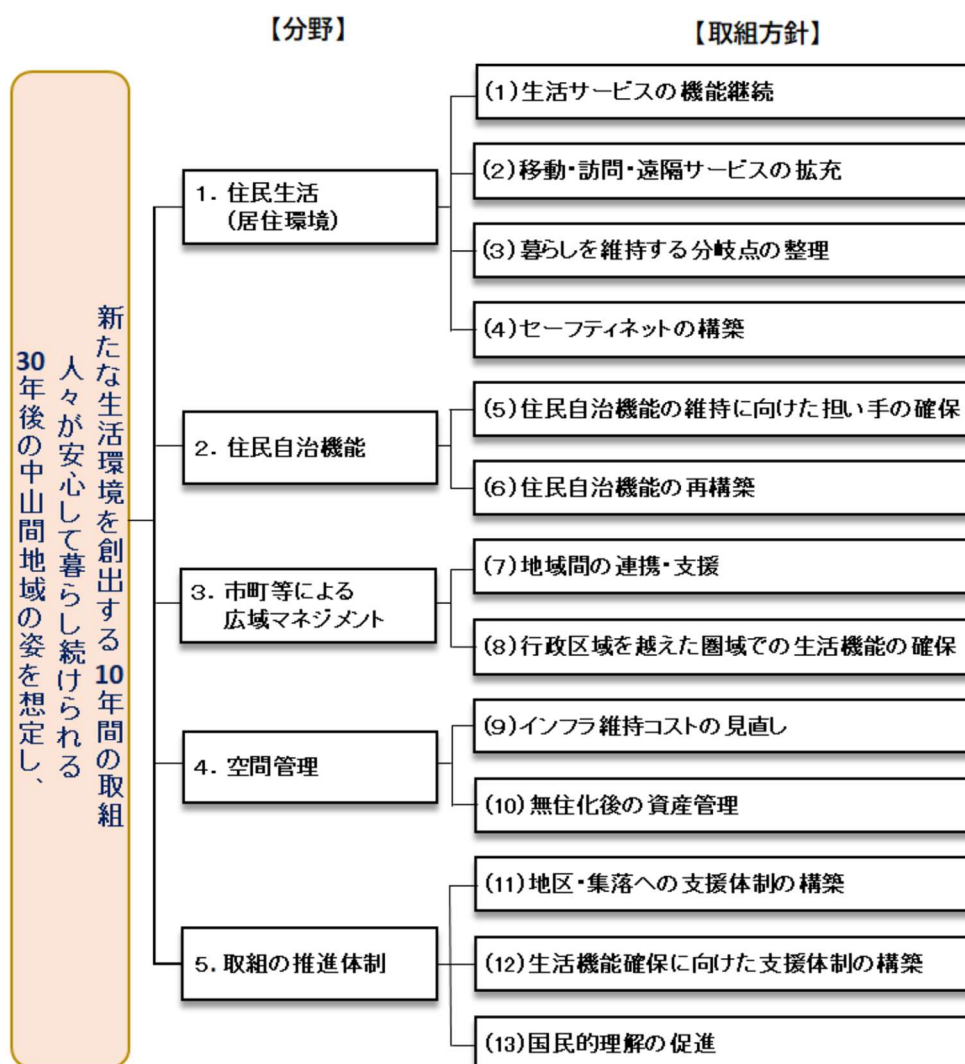 【分野】
【取組方針】
30年後の中山間地域の姿を想定し、
人々が安心して暮らし続けられる
新たな生活環境を創出する10年間の取組
1. 住民生活
(居住環境)
(1)生活サービスの機能継続
(2)移動・訪問・遠隔サービスの拡充
(3)暮らしを維持する分岐点の整理
(4)セーフティネットの構築
2. 住民自治機能
(5)住民自治機能の維持に向けた担い手の確保
(6)住民自治機能の再構築
3. 市町等による
広域マネジメント
(7)地域間の連携・支援
(8)行政区域を越えた圏域での生活機能の確保
4. 空間管理
(9)インフラ維持コストの見直し
(10)無住化後の資産管理
5. 取組の推進体制
(11)地区・集落への支援体制の構築
(12)生活機能確保に向けた支援体制の構築
(13)国民的理解の促進